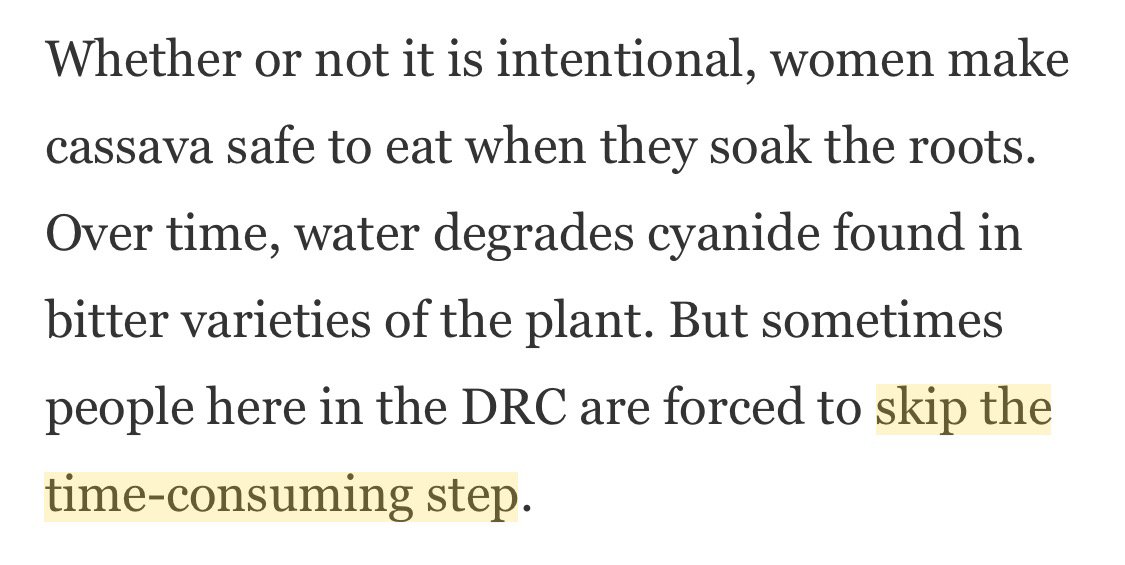 Whether or not it is intentional, women make
cassava safe to eat when they soak the roots.
Over time, water degrades cyanide found in
bitter varieties of the plant. But sometimes
people here in the DRC are forced to skip the
time-consuming step.